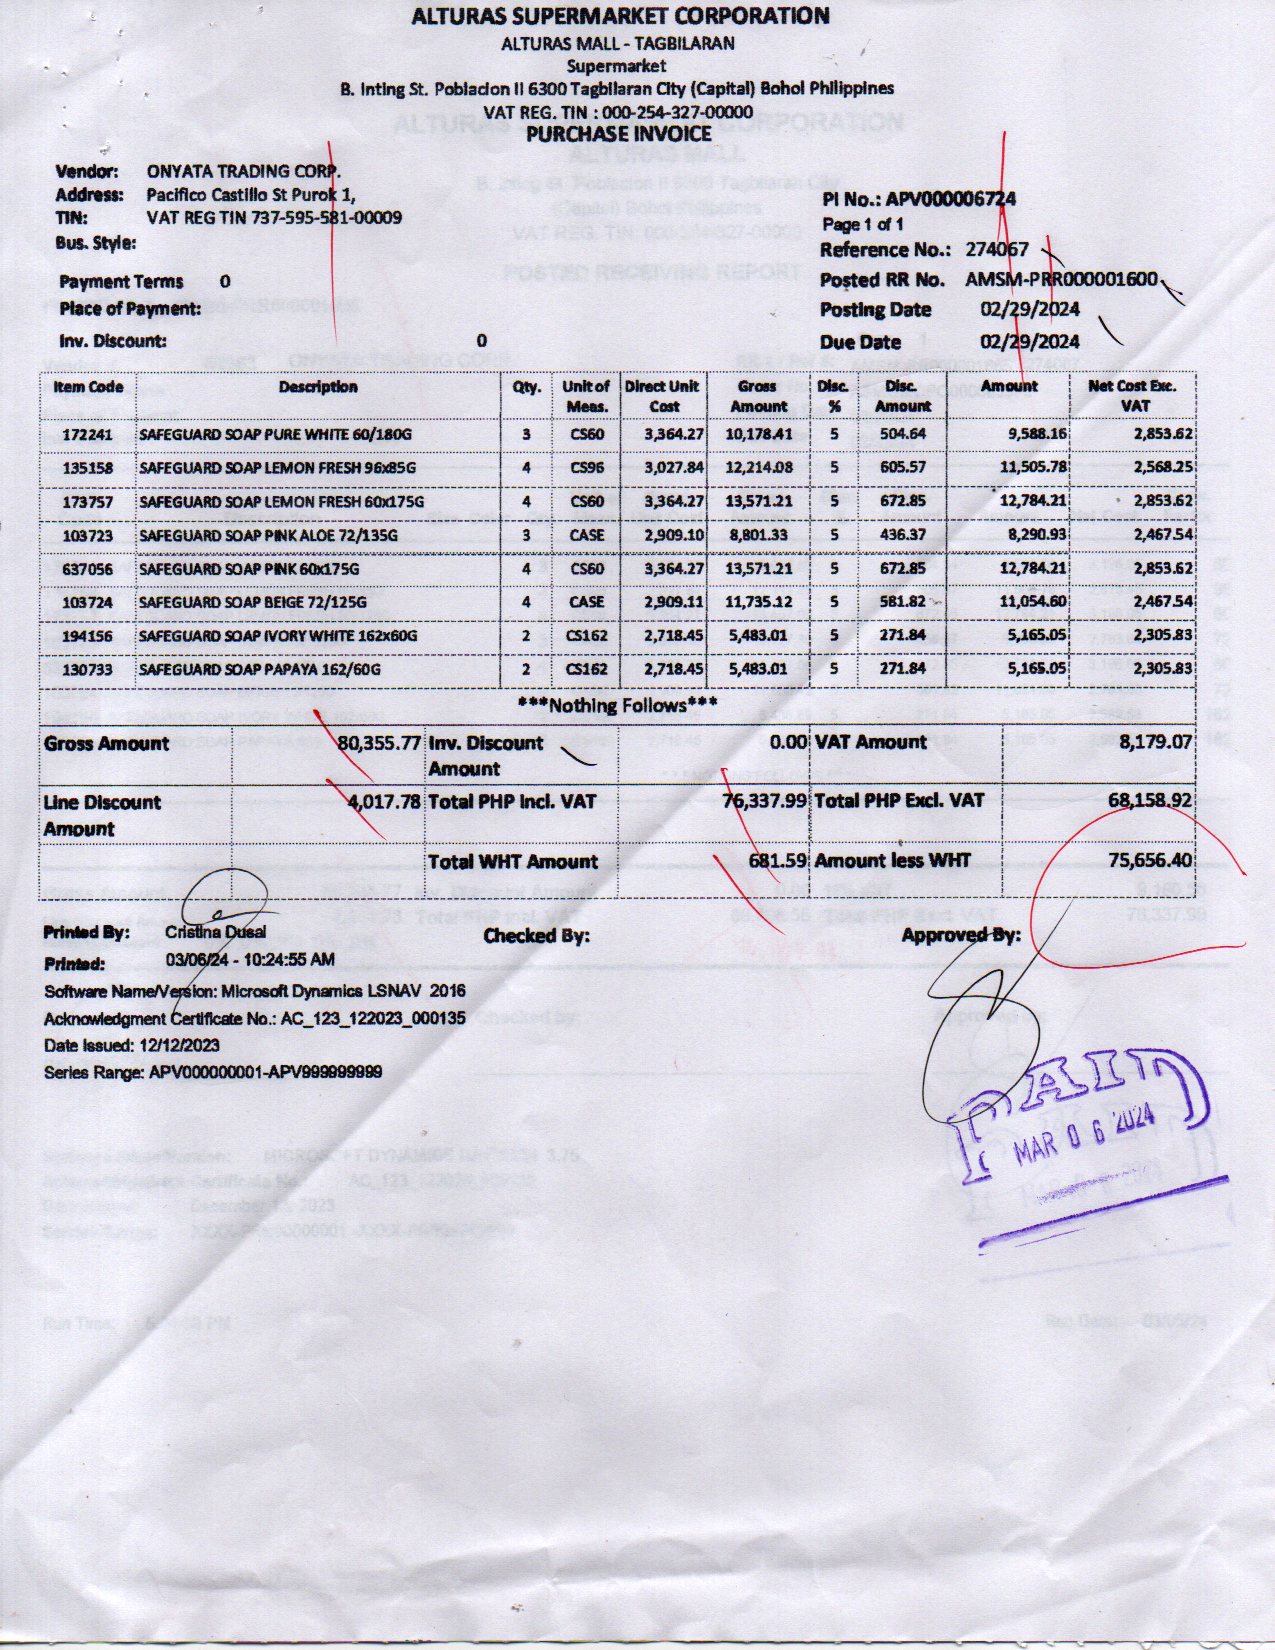 ALTURAS SUPERMARKET CORPORATION
ALTURAS MALL - TAGBILARAN
Supermarket
B. Inting St. Poblacion II 6300 Tagbilaran City (Capital) Bohol Philippines
VAT REG. TIN : 000-254-327-00000
PURCHASE INVOICE
Vendor: ONYATA TRADING CORP.
Address: Pacifico Castillo St Purok 1,
TIN: VAT REG TIN 737-595-581-00009
Bus. Style:
Payment Terms 0
Place of Payment:
Inv. Discount: 0
PI No.: APV000006724
Page 1 of 1
Reference No.: 274067
Posted RR No. AMSM-PRR000001600
Posting Date 02/29/2024
Due Date 02/29/2024
Item Code Description Qty. Unit of Meas. Direct Unit Cost Gross Amount Disc. % Disc. Amount Amount Net Cost Exc. VAT
172241 SAFEGUARD SOAP PURE WHITE 60/180G 3 CS60 3,364.27 10,178.41 5 504.64 9,588.16 2,853.62
135158 SAFEGUARD SOAP LEMON FRESH 96x85G 4 CS96 3,027.84 12,214.08 5 605.57 11,505.78 2,568.25
173757 SAFEGUARD SOAP LEMON FRESH 60x175G 4 CS60 3,364.27 13,571.21 5 672.85 12,784.21 2,853.62
103723 SAFEGUARD SOAP PINK ALOE 72/135G 3 CASE 2,909.10 8,801.33 5 436.37 8,290.93 2,467.54
637056 SAFEGUARD SOAP PINK 60x175G 4 CS60 3,364.27 13,571.21 5 672.85 12,784.21 2,853.62
103724 SAFEGUARD SOAP BEIGE 72/125G 4 CASE 2,909.11 11,735.12 5 581.82 11,054.60 2,467.54
194156 SAFEGUARD SOAP IVORY WHITE 162x60G 2 CS162 2,718.45 5,483.01 5 271.84 5,165.05 2,305.83
130733 SAFEGUARD SOAP PAPAYA 162/60G 2 CS162 2,718.45 5,483.01 5 271.84 5,165.05 2,305.83
***Nothing Follows***
Gross Amount 80,355.77 Inv. Discount Amount 0.00 VAT Amount 8,179.07
Line Discount Amount 4,017.78 Total PHP Incl. VAT 76,337.99 Total PHP Excl. VAT 68,158.92
Total WHT Amount 681.59 Amount less WHT 75,656.40
Printed By: Cristina Dusal Checked By: Approved By:
Printed: 03/06/24 - 10:24:55 AM
Software Name/Version: Microsoft Dynamics LSNAV 2016
Acknowledgment Certificate No.: AC_123_122023_000135
Date Issued: 12/12/2023
Series Range: APV000000001-APV999999999
PAID
MAR 06 2024